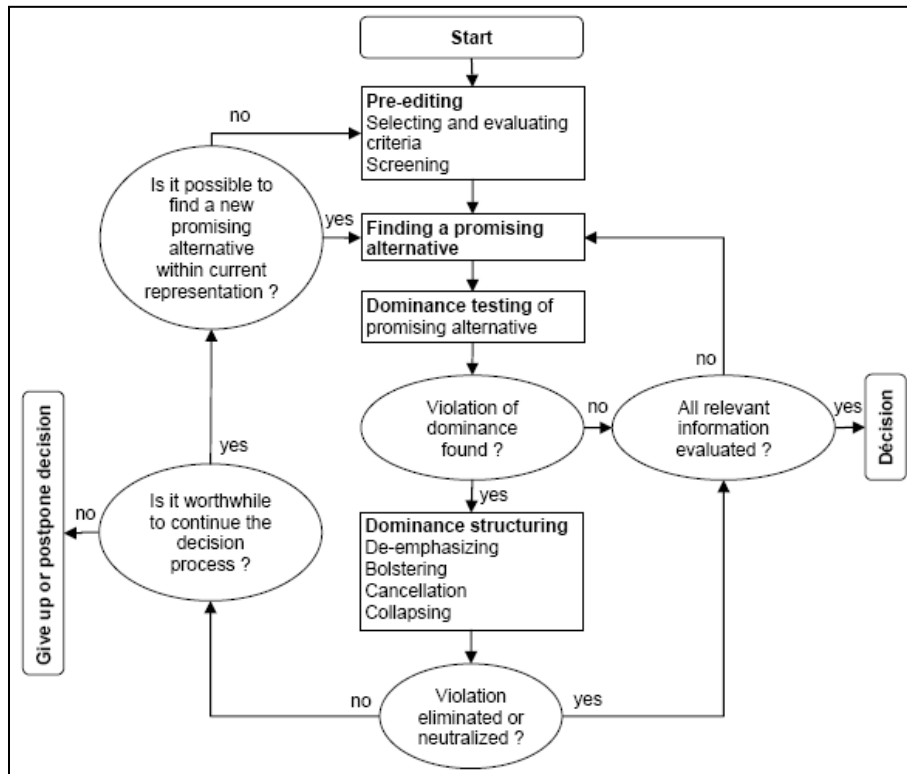 Start
no
Pre-editing
Selecting and evaluating
criteria
Screening
Is it possible to
find a new
promising
alternative
within current
representation ?
yes
Finding a promising
alternative
Dominance testing of
promising alternative
no
Violation of
dominance
found ?
no
All relevant
information
evaluated ?
yes
Décision
yes
Is it worthwhile
to continue the
decision
process ?
no
Give up or postpone decision
yes
Dominance structuring
De-emphasizing
Bolstering
Cancellation
Collapsing
no
Violation
eliminated or
neutralized ?
yes